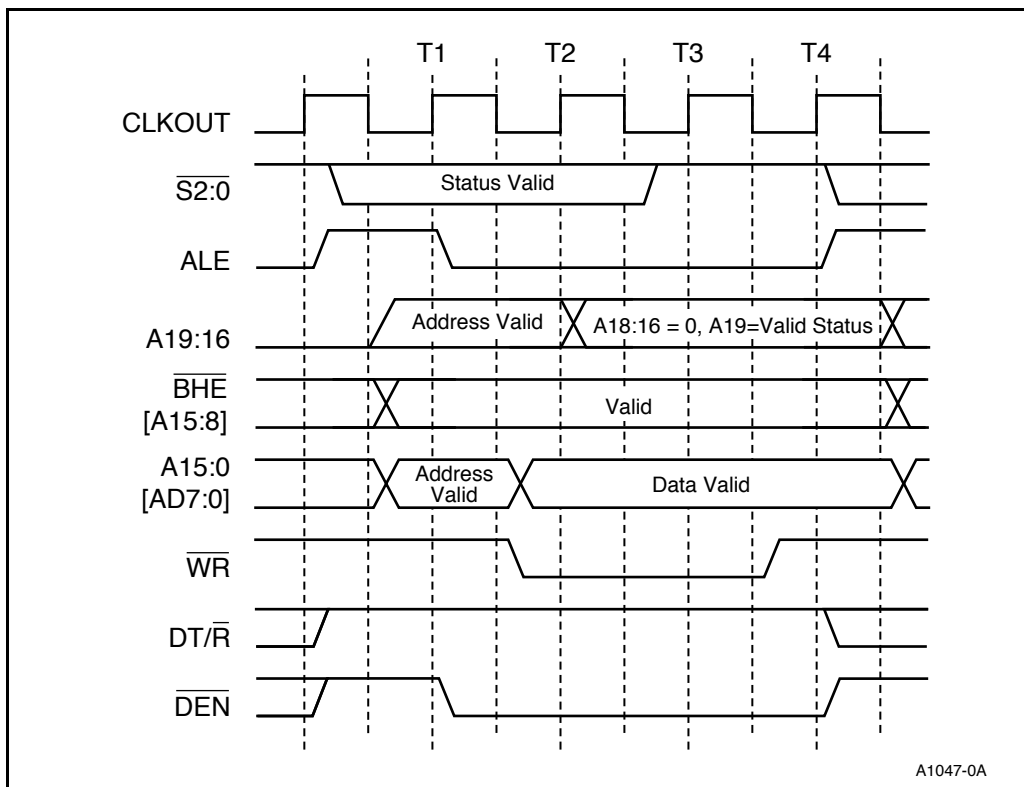 T1 T2 T3 T4
CLKOUT
S2:0
Status Valid
ALE
A19:16
Address Valid
A18:16 = 0, A19=Valid Status
BHE
[A15:8]
Valid
A15:0
[AD7:0]
Address
Valid
Data Valid
WR
DT/R
DEN
A1047-0A